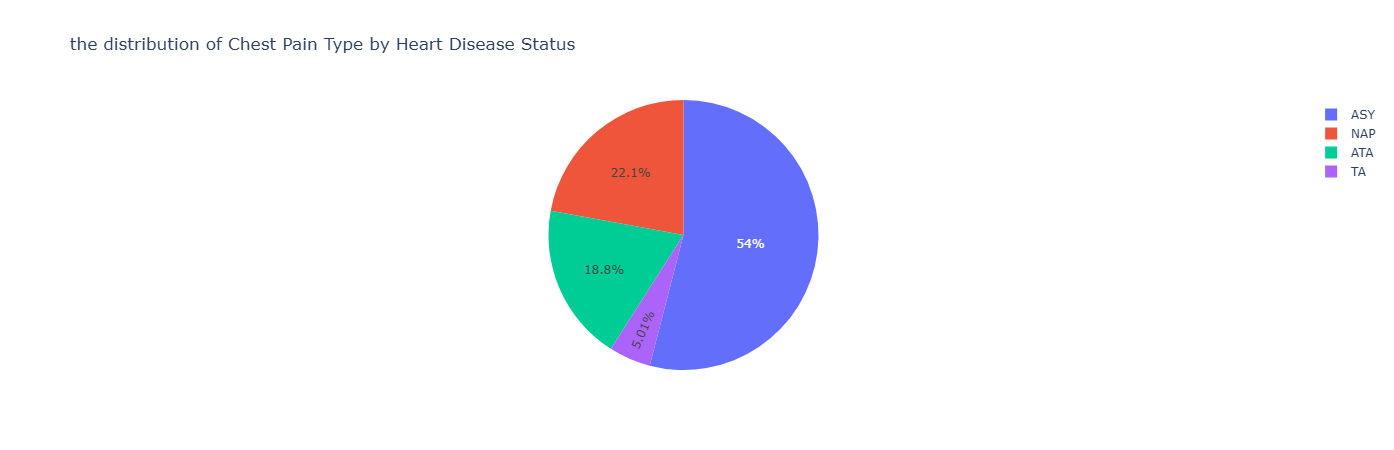 the distribution of Chest Pain Type by Heart Disease Status
ASY
NAP
ATA
TA
22.1%
54%
18.8%
5.01%